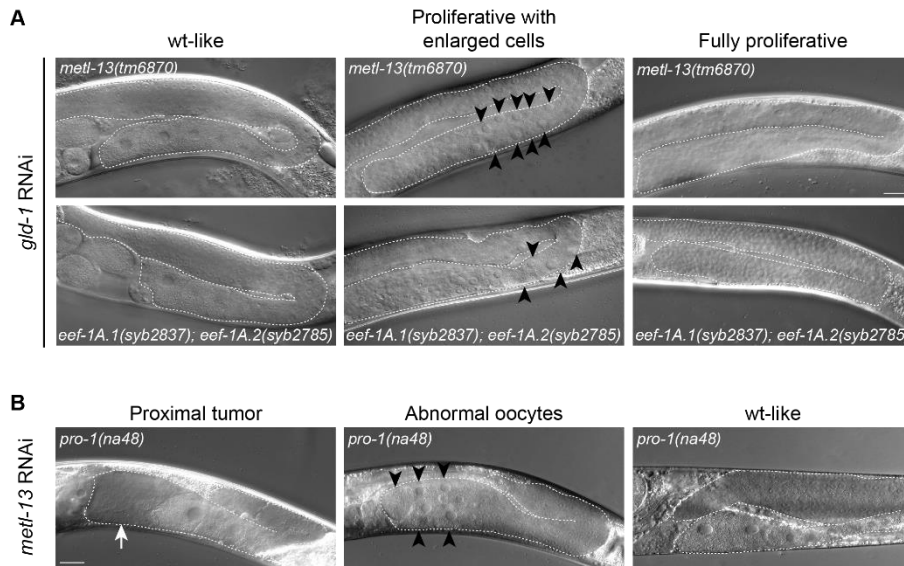 A
wt-like
Proliferative with
enlarged cells
Fully proliferative
gld-1 RNAi
metl-13(tm6870)
metl-13(tm6870)
metl-13(tm6870)
eef-1A.1(syb2837); eef-1A.2(syb2785)
eef-1A.1(syb2837); eef-1A.2(syb2785)
eef-1A.1(syb2837); eef-1A.2(syb2785)
B
Proximal tumor
Abnormal oocytes
wt-like
metl-13 RNAi
pro-1(na48)
pro-1(na48)
pro-1(na48)